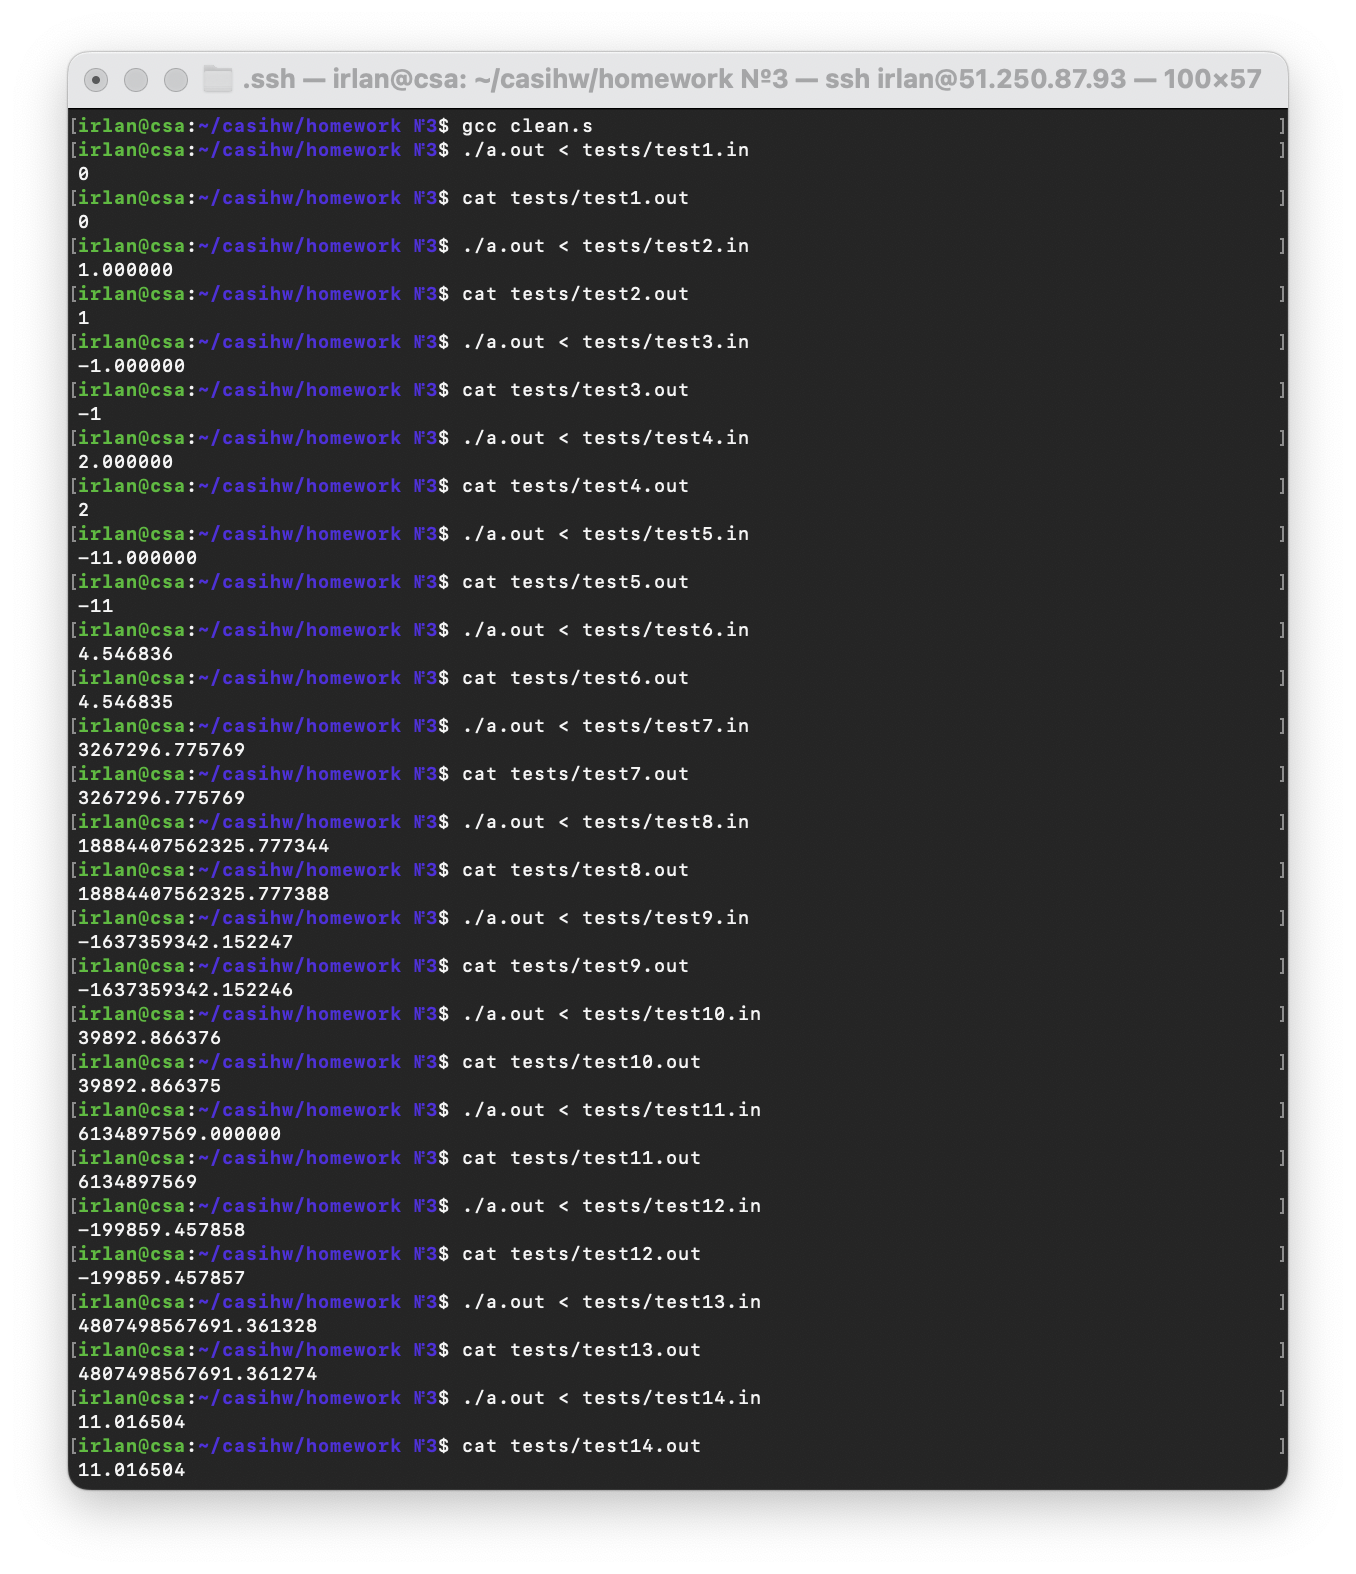 .ssh — irlan@csa: ~/casihw/homework Nº3 — ssh irlan@51.250.87.93 — 100×57
[irlan@csa:~/casihw/homework №3$ gcc clean.s ]
[irlan@csa:~/casihw/homework №3$ ./a.out < tests/test1.in ]
0
[irlan@csa:~/casihw/homework №3$ cat tests/test1.out ]
0
[irlan@csa:~/casihw/homework №3$ ./a.out < tests/test2.in ]
1.000000
[irlan@csa:~/casihw/homework №3$ cat tests/test2.out ]
1
[irlan@csa:~/casihw/homework №3$ ./a.out < tests/test3.in ]
-1.000000
[irlan@csa:~/casihw/homework №3$ cat tests/test3.out ]
-1
[irlan@csa:~/casihw/homework №3$ ./a.out < tests/test4.in ]
2.000000
[irlan@csa:~/casihw/homework №3$ cat tests/test4.out ]
2
[irlan@csa:~/casihw/homework №3$ ./a.out < tests/test5.in ]
-11.000000
[irlan@csa:~/casihw/homework №3$ cat tests/test5.out ]
-11
[irlan@csa:~/casihw/homework №3$ ./a.out < tests/test6.in ]
4.546836
[irlan@csa:~/casihw/homework №3$ cat tests/test6.out ]
4.546835
[irlan@csa:~/casihw/homework №3$ ./a.out < tests/test7.in ]
3267296.775769
[irlan@csa:~/casihw/homework №3$ cat tests/test7.out ]
3267296.775769
[irlan@csa:~/casihw/homework №3$ ./a.out < tests/test8.in ]
18884407562325.777344
[irlan@csa:~/casihw/homework №3$ cat tests/test8.out ]
18884407562325.777388
[irlan@csa:~/casihw/homework №3$ ./a.out < tests/test9.in ]
-1637359342.152247
[irlan@csa:~/casihw/homework №3$ cat tests/test9.out ]
-1637359342.152246
[irlan@csa:~/casihw/homework №3$ ./a.out < tests/test10.in ]
39892.866376
[irlan@csa:~/casihw/homework №3$ cat tests/test10.out ]
39892.866375
[irlan@csa:~/casihw/homework №3$ ./a.out < tests/test11.in ]
6134897569.000000
[irlan@csa:~/casihw/homework №3$ cat tests/test11.out ]
6134897569
[irlan@csa:~/casihw/homework №3$ ./a.out < tests/test12.in ]
-199859.457858
[irlan@csa:~/casihw/homework №3$ cat tests/test12.out ]
-199859.457857
[irlan@csa:~/casihw/homework №3$ ./a.out < tests/test13.in ]
4807498567691.361328
[irlan@csa:~/casihw/homework №3$ cat tests/test13.out ]
4807498567691.361274
[irlan@csa:~/casihw/homework №3$ ./a.out < tests/test14.in ]
11.016504
[irlan@csa:~/casihw/homework №3$ cat tests/test14.out ]
11.016504